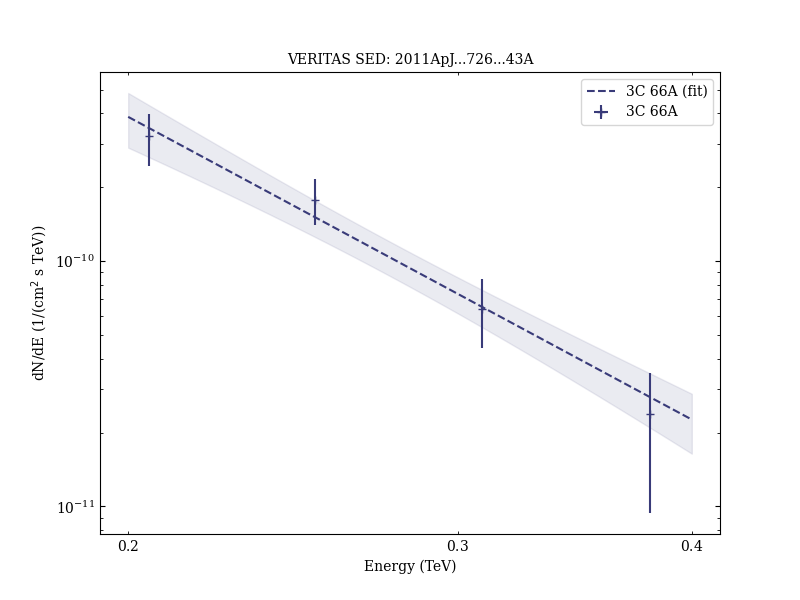 VERITAS SED: 2011ApJ...726...43A
3C 66A (fit)
3C 66A
dN/dE (1/(cm² s TeV))
10⁻¹⁰
10⁻¹¹
0.2 0.3 0.4
Energy (TeV)